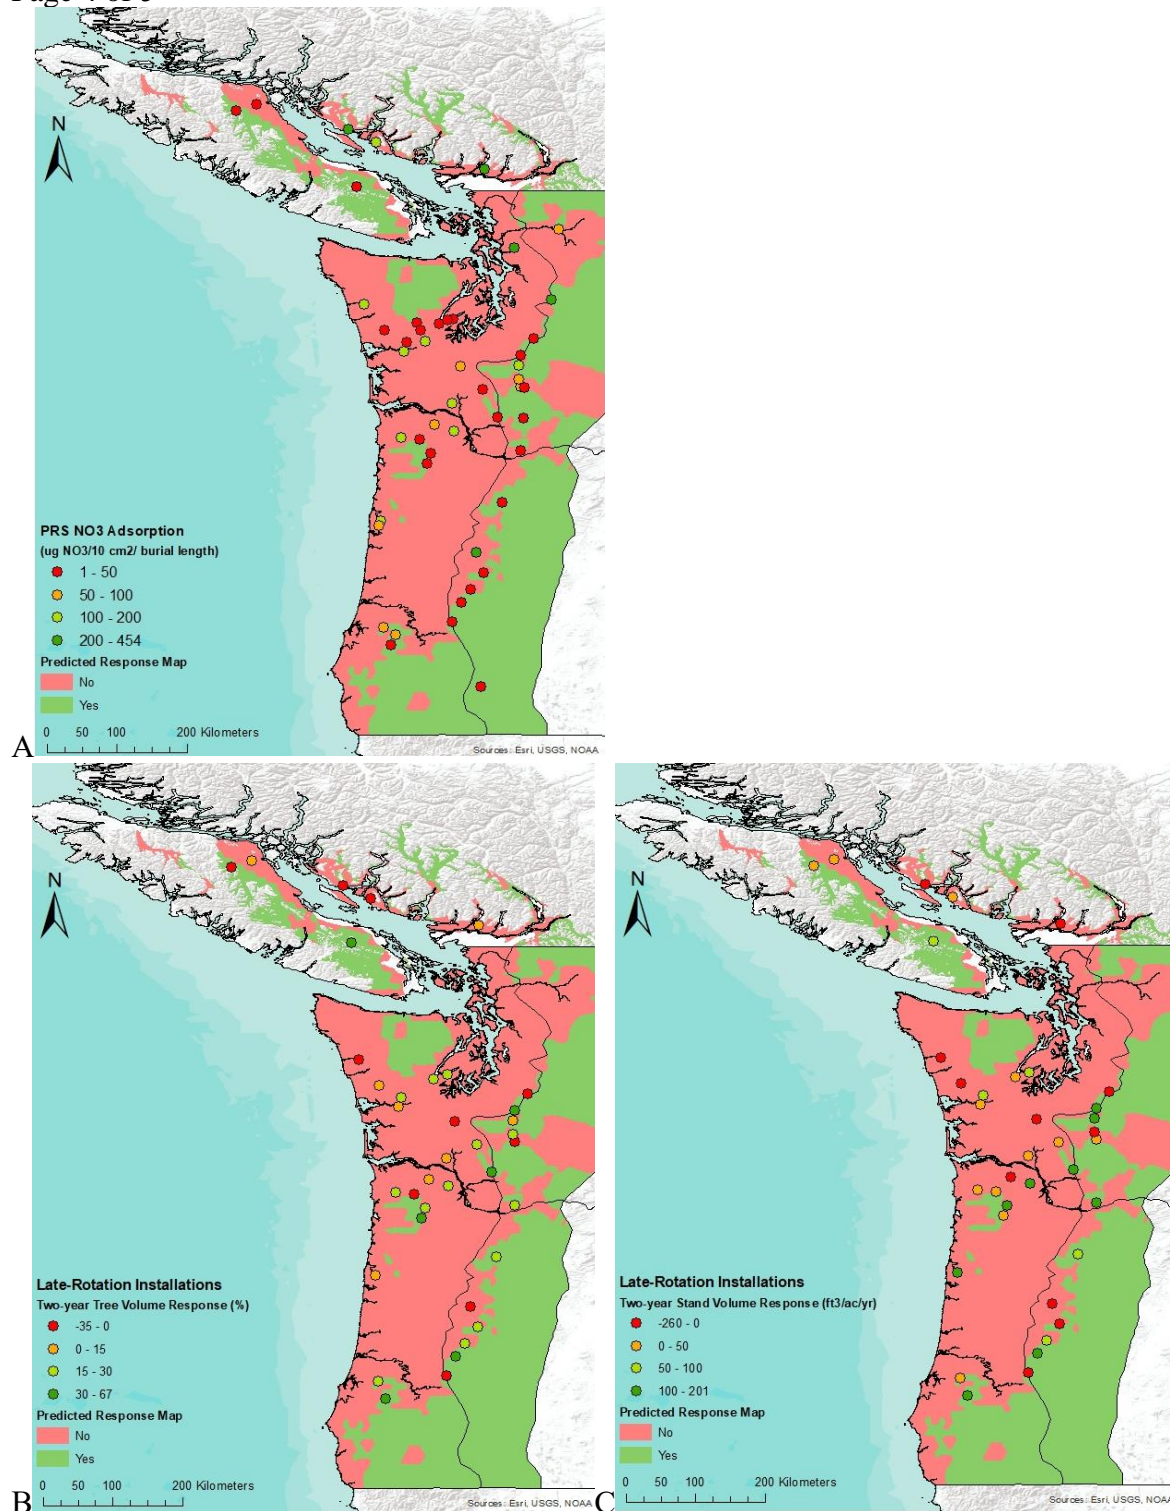 N
PRS NO3 Adsorption
(ug NO3/10 cm2/ burial length)
1 - 50
50 - 100
100 - 200
200 - 454
Predicted Response Map
No
Yes
0 50 100 200 Kilometers
Sources: Esri, USGS, NOAA
A
N
Late-Rotation Installations
Two-year Tree Volume Response (%)
-35 - 0
0 - 15
15 - 30
30 - 67
Predicted Response Map
No
Yes
0 50 100 200 Kilometers
Sources: Esri, USGS, NOAA
B
N
Late-Rotation Installations
Two-year Stand Volume Response (ft3/ac/yr)
-260 - 0
0 - 50
50 - 100
100 - 201
Predicted Response Map
No
Yes
0 50 100 200 Kilometers
Sources: Esri, USGS, NOAA
C